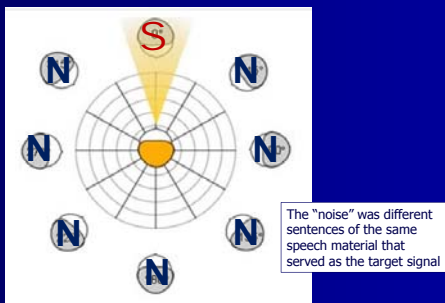 S
N N
N N
N N
N
The "noise" was different
sentences of the same
speech material that
served as the target signal